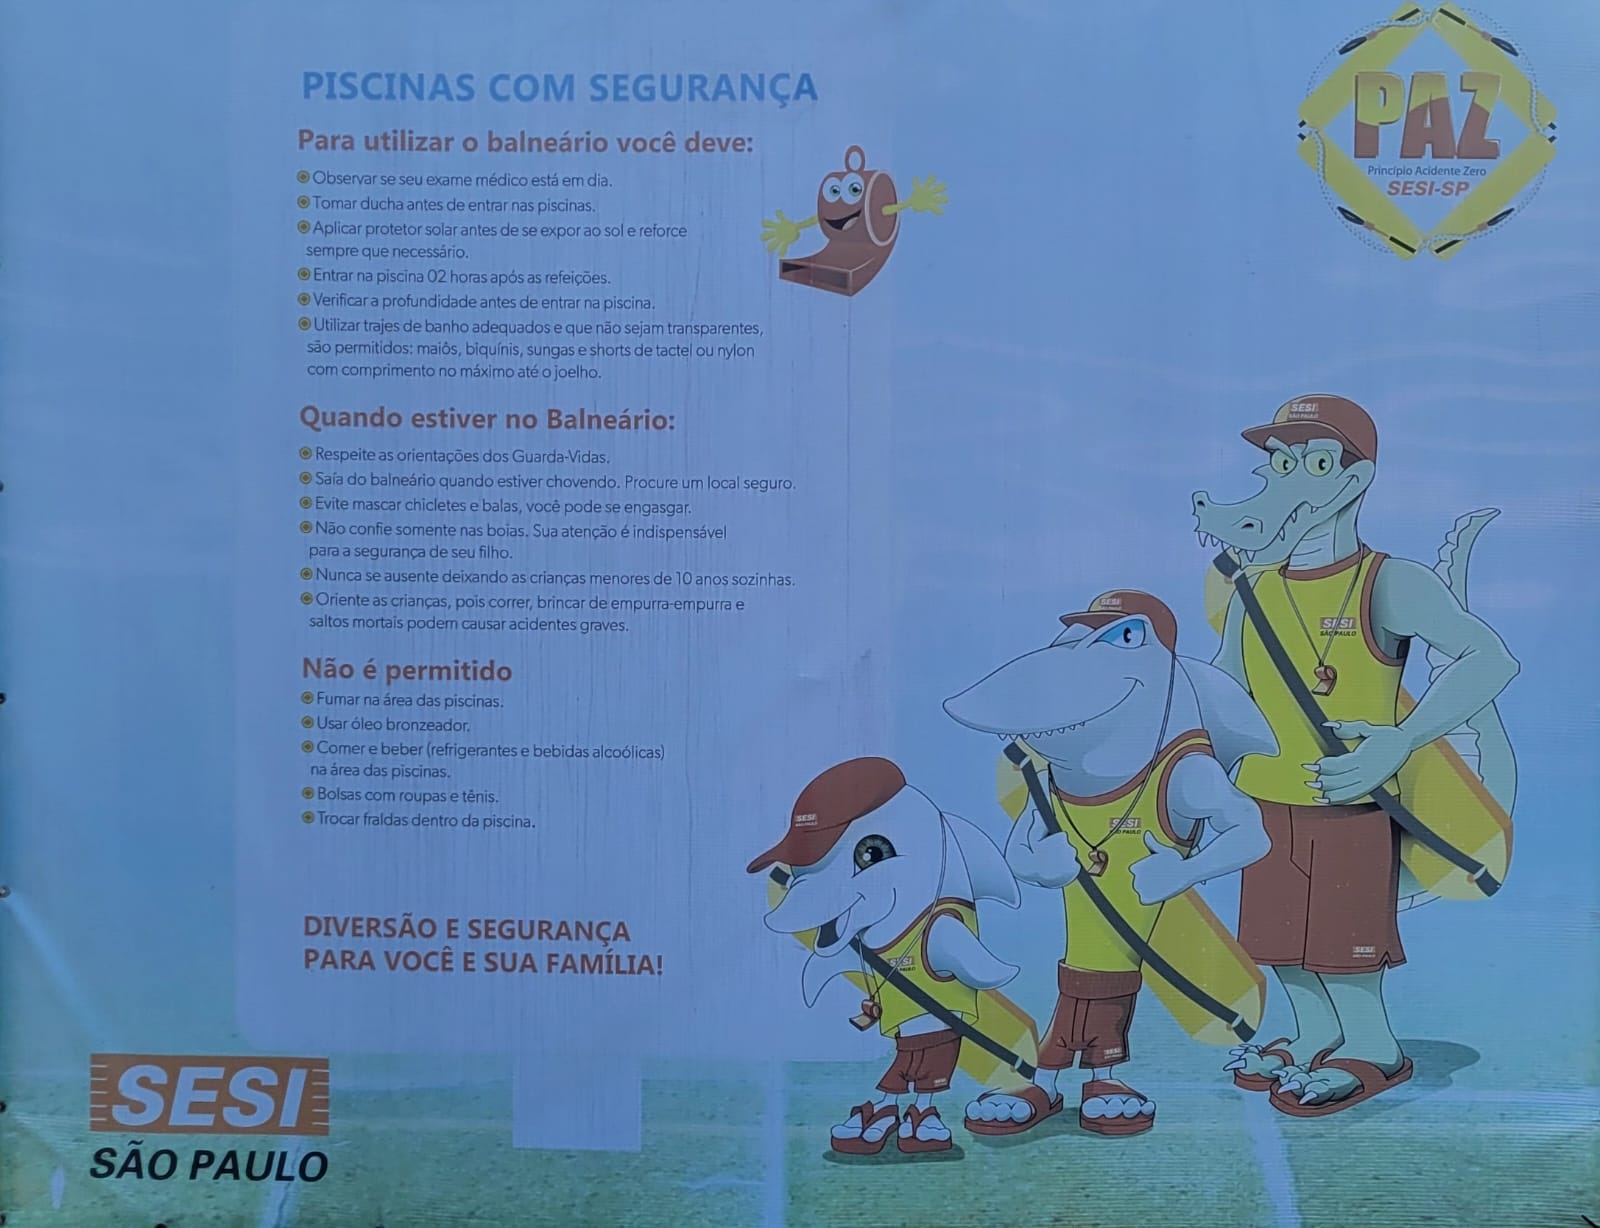 PISCINAS COM SEGURANÇA
Para utilizar o balneário você deve:
Observar se seu exame médico está em dia.
Tomar ducha antes de entrar nas piscinas.
Aplicar protetor solar antes de se expor ao sol e reforce
sempre que necessário.
Entrar na piscina 02 horas após as refeições.
Verificar a profundidade antes de entrar na piscina.
Utilizar trajes de banho adequados e que não sejam transparentes,
são permitidos: maiôs, biquínis, sungas e shorts de tactel ou nylon
com comprimento no máximo até o joelho.
Quando estiver no Balneário:
Respeite as orientações dos Guarda-Vidas.
Saía do balneário quando estiver chovendo. Procure um local seguro.
Evite mascar chicletes e balas, você pode se engasgar.
Não confie somente nas boias. Sua atenção é indispensável
para a segurança de seu filho.
Nunca se ausente deixando as crianças menores de 10 anos sozinhas.
Oriente as crianças, pois correr, brincar de empurra-empurra e
saltos mortais podem causar acidentes graves.
Não é permitido
Fumar na área das piscinas.
Usar óleo bronzeador.
Comer e beber (refrigerantes e bebidas alcoólicas)
na área das piscinas.
Bolsas com roupas e tênis.
Trocar fraldas dentro da piscina.
DIVERSÃO E SEGURANÇA
PARA VOCÊ E SUA FAMÍLIA!
SESI
SÃO PAULO
PAZ
Princípio Acidente Zero
SESI-SP
SESI
SÃO PAULO
SESI
SÃO PAULO
SESI
SÃO PAULO
SESI
SESI
SÃO PAULO
SESI
SESI
SÃO PAULO
SESI
SESI